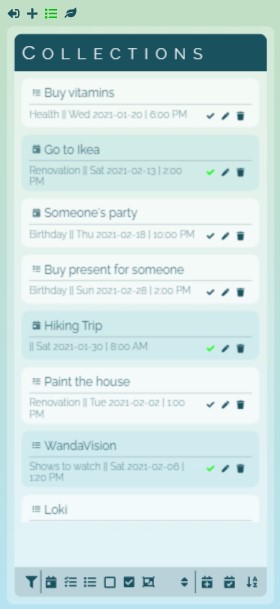 COLLECTIONS
Buy vitamins
Health || Wed 2021-01-20 | 6:00 PM
Go to Ikea
Renovation || Sat 2021-02-13 | 2:00
PM
Someone's party
Birthday || Thu 2021-02-18 | 10:00 PM
Buy present for someone
Birthday || Sun 2021-02-28 | 2:00 PM
Hiking Trip
|| Sat 2021-01-30 | 8:00 AM
Paint the house
Renovation || Tue 2021-02-02 | 1:00
PM
WandaVision
Shows to watch || Sat 2021-02-06 |
1:20 PM
Loki